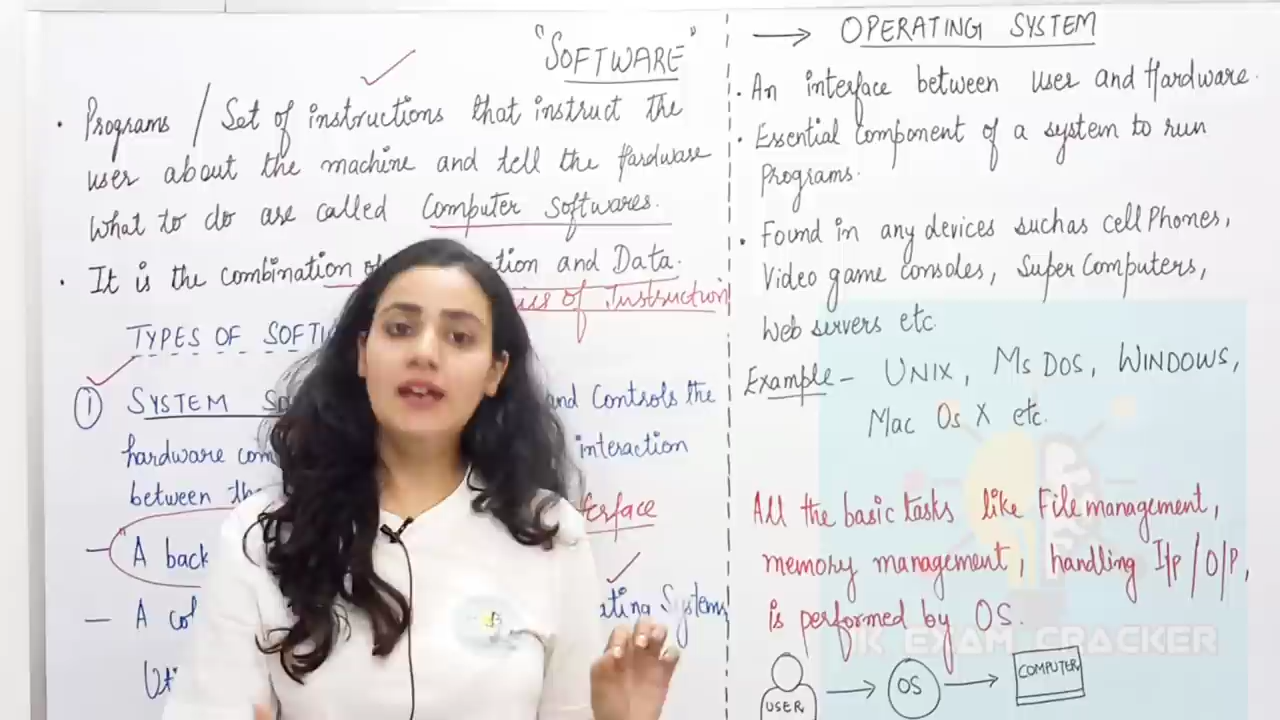 "SOFTWARE"
• Programs / Set of instructions that instruct the
user about the machine and tell the Hardware
What to do are called Computer Softwares.
• It is the combination and Data.
of Instruction
TYPES OF
① SYSTEM and Controls the
hardware interaction
between
— A back
— A
Systems
→ OPERATING SYSTEM
• An interface between user and Hardware.
• Essential component of a system to run
Programs.
• Found in any devices suchas cell Phones,
Video game consoles, Super Computers,
Web servers etc.
Example – UNIX, Ms DOS, WINDOWS,
Mac Os X etc.
All the basic tasks like File management,
memory management, handling I/p / O/P,
is performed by OS.
JK EXAM CRACKER
USER → OS → COMPUTER